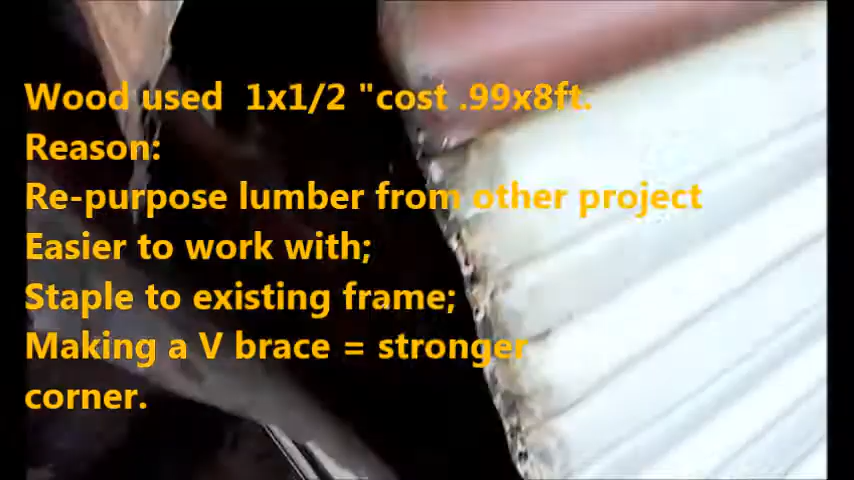 Wood used  1x1/2 "cost .99x8ft.
Reason:
Re-purpose lumber from other project
Easier to work with;
Staple to existing frame;
Making a V brace = stronger
corner.